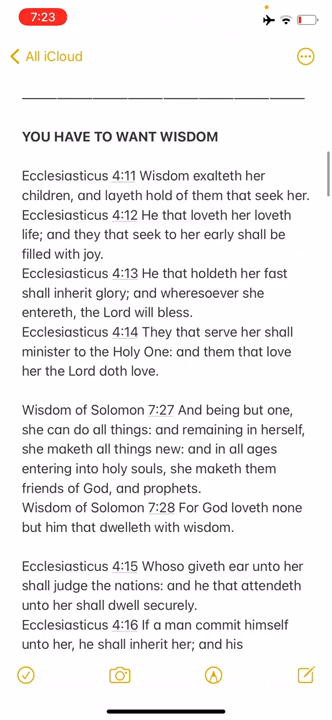 7:23
All iCloud
YOU HAVE TO WANT WISDOM
Ecclesiasticus 4:11 Wisdom exalteth her
children, and layeth hold of them that seek her.
Ecclesiasticus 4:12 He that loveth her loveth
life; and they that seek to her early shall be
filled with joy.
Ecclesiasticus 4:13 He that holdeth her fast
shall inherit glory; and wheresoever she
entereth, the Lord will bless.
Ecclesiasticus 4:14 They that serve her shall
minister to the Holy One: and them that love
her the Lord doth love.
Wisdom of Solomon 7:27 And being but one,
she can do all things: and remaining in herself,
she maketh all things new: and in all ages
entering into holy souls, she maketh them
friends of God, and prophets.
Wisdom of Solomon 7:28 For God loveth none
but him that dwelleth with wisdom.
Ecclesiasticus 4:15 Whoso giveth ear unto her
shall judge the nations: and he that attendeth
unto her shall dwell securely.
Ecclesiasticus 4:16 If a man commit himself
unto her, he shall inherit her; and his